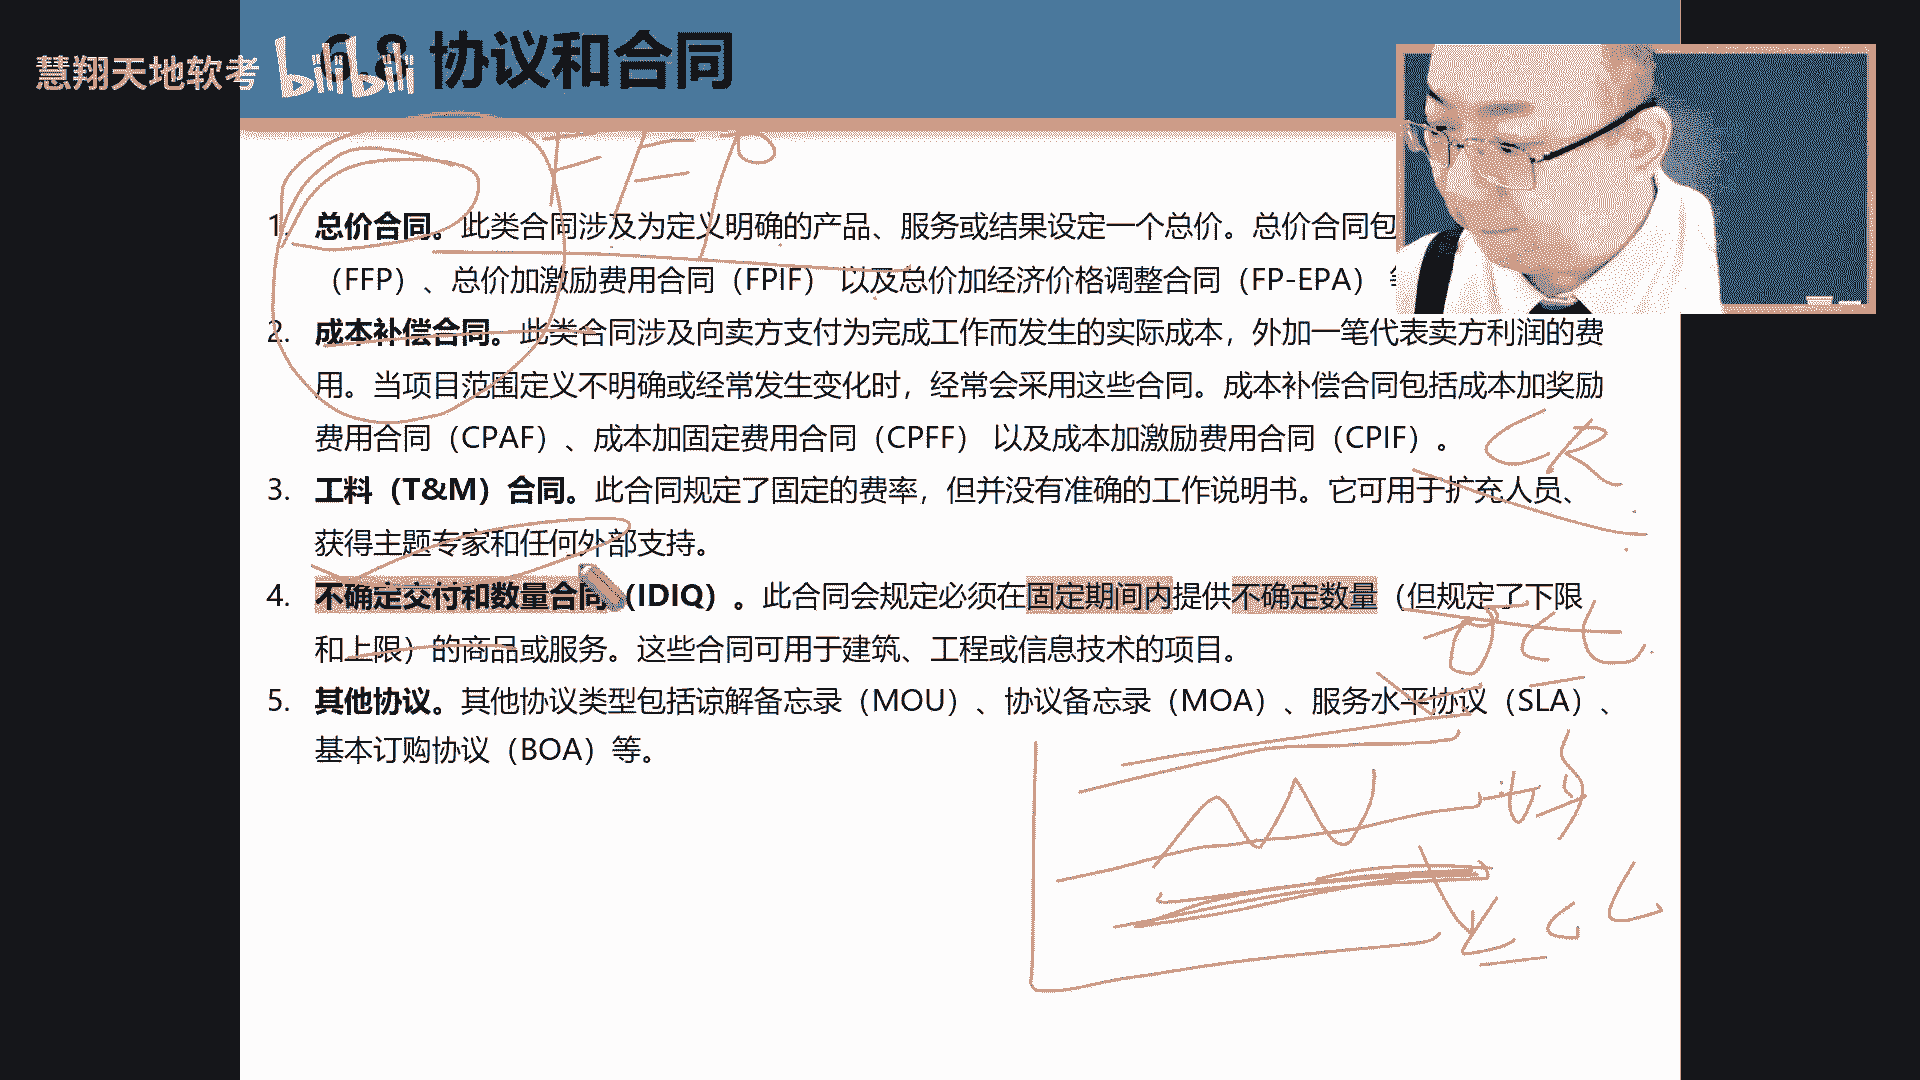 慧翔天地软考 bilibili
6.8 协议和合同
FFP
1. 总价合同。此类合同涉及为定义明确的产品、服务或结果设定一个总价。总价合同包
（FFP）、总价加激励费用合同（FPIF） 以及总价加经济价格调整合同（FP-EPA）
2. 成本补偿合同。此类合同涉及向卖方支付为完成工作而发生的实际成本，外加一笔代表卖方利润的费
用。当项目范围定义不明确或经常发生变化时，经常会采用这些合同。成本补偿合同包括成本加奖励
费用合同（CPAF）、成本加固定费用合同（CPFF） 以及成本加激励费用合同（CPIF）。
CR
3. 工料（T&M）合同。此合同规定了固定的费率，但并没有准确的工作说明书。它可用于扩充人员、
获得主题专家和任何外部支持。
4. 不确定交付和数量合同（IDIQ）。此合同会规定必须在固定期间内提供不确定数量（但规定了下限
和上限）的商品或服务。这些合同可用于建筑、工程或信息技术的项目。
5. 其他协议。其他协议类型包括谅解备忘录（MOU）、协议备忘录（MOA）、服务水平协议（SLA）、
基本订购协议（BOA）等。